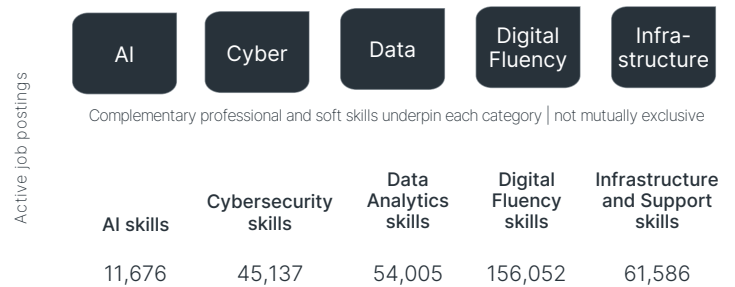 AI
Cyber
Data
Digital
Fluency
Infra-
structure
Complementary professional and soft skills underpin each category | not mutually exclusive
Active job postings
AI skills
Cybersecurity
skills
Data
Analytics
skills
Digital
Fluency
skills
Infrastructure
and Support
skills
11,676
45,137
54,005
156,052
61,586